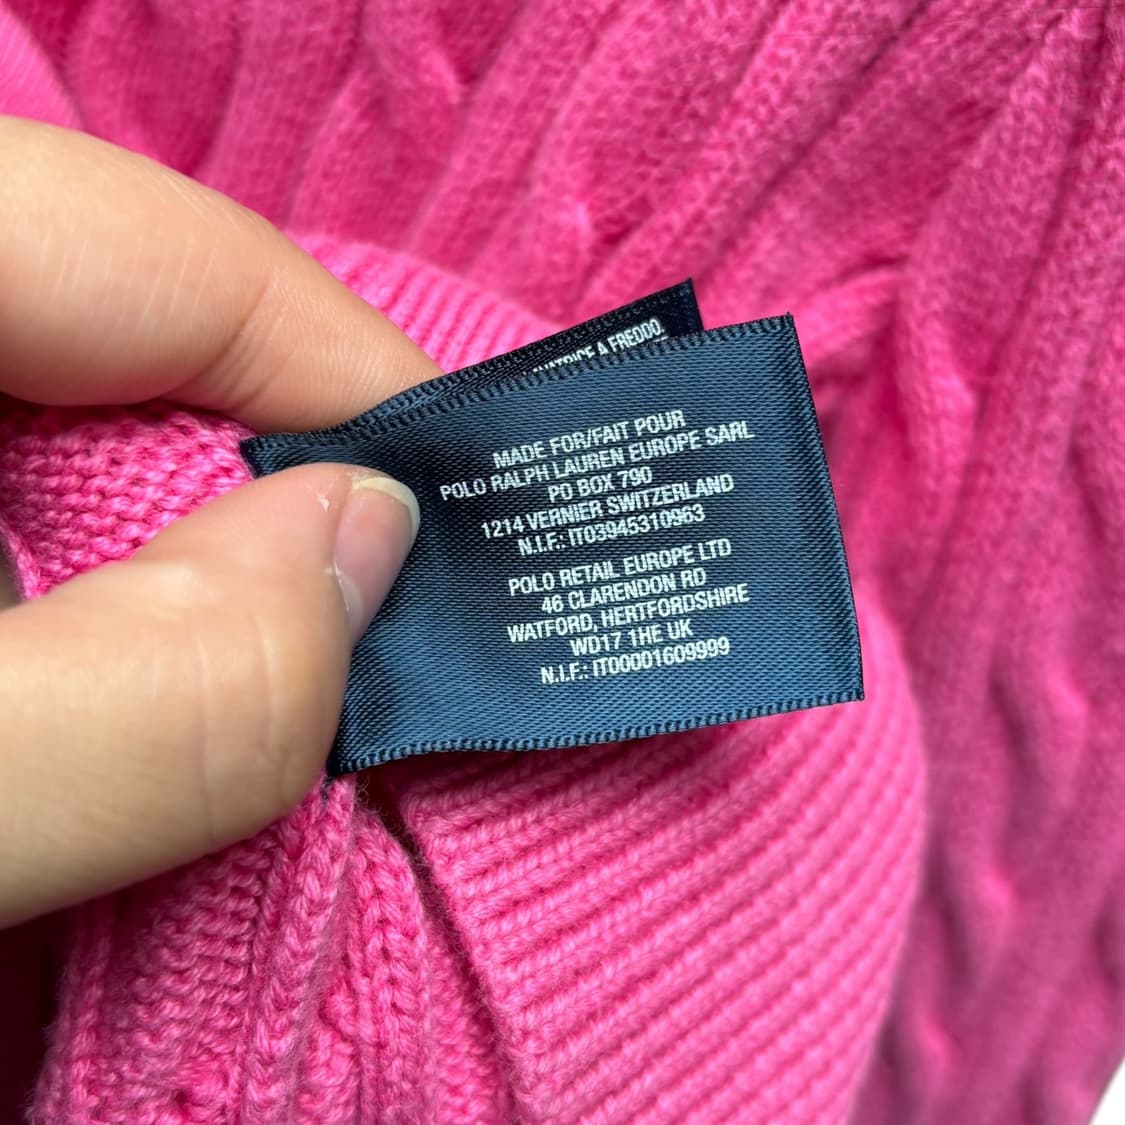 A FREDDO.
MADE FOR/FAIT POUR
POLO RALPH LAUREN EUROPE SARL
PO BOX 790
1214 VERNIER SWITZERLAND
N.I.F.: IT03945310963
POLO RETAIL EUROPE LTD
46 CLARENDON RD
WATFORD, HERTFORDSHIRE
WD17 1HE UK
N.I.F.: IT00001609999